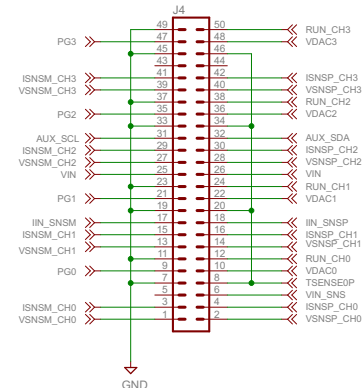 J4
49 50 RUN_CH3
PG3 47 48 VDAC3
45 46
43 44
ISNSM_CH3 41 42 ISNSP_CH3
VSNSM_CH3 39 40 VSNSP_CH3
37 38 RUN_CH2
PG2 35 36 VDAC2
33 34
AUX_SCL 31 32 AUX_SDA
ISNSM_CH2 29 30 ISNSP_CH2
VSNSM_CH2 27 28 VSNSP_CH2
VIN 25 26 VIN
23 24 RUN_CH1
PG1 21 22 VDAC1
19 20
IIN_SNSM 17 18 IIN_SNSP
ISNSM_CH1 15 16 ISNSP_CH1
VSNSM_CH1 13 14 VSNSP_CH1
11 12 RUN_CH0
PG0 9 10 VDAC0
7 8 TSENSE0P
5 6 VIN_SNS
ISNSM_CH0 3 4 ISNSP_CH0
VSNSM_CH0 1 2 VSNSP_CH0
GND